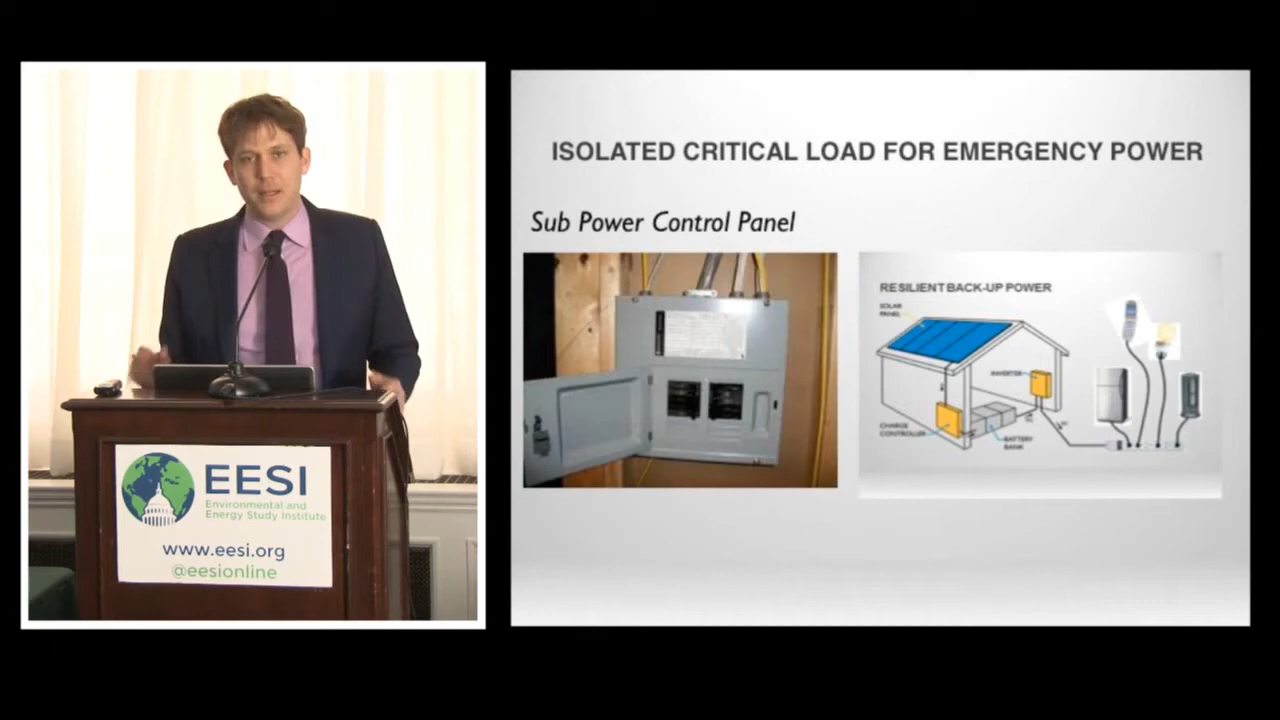 EESI
Environmental and
Energy Study Institute
www.eesi.org
@eesionline
ISOLATED CRITICAL LOAD FOR EMERGENCY POWER
Sub Power Control Panel
RESILIENT BACK-UP POWER
SOLAR
PANEL
INVERTER
CHARGE
CONTROLLER
BATTERY
BANK